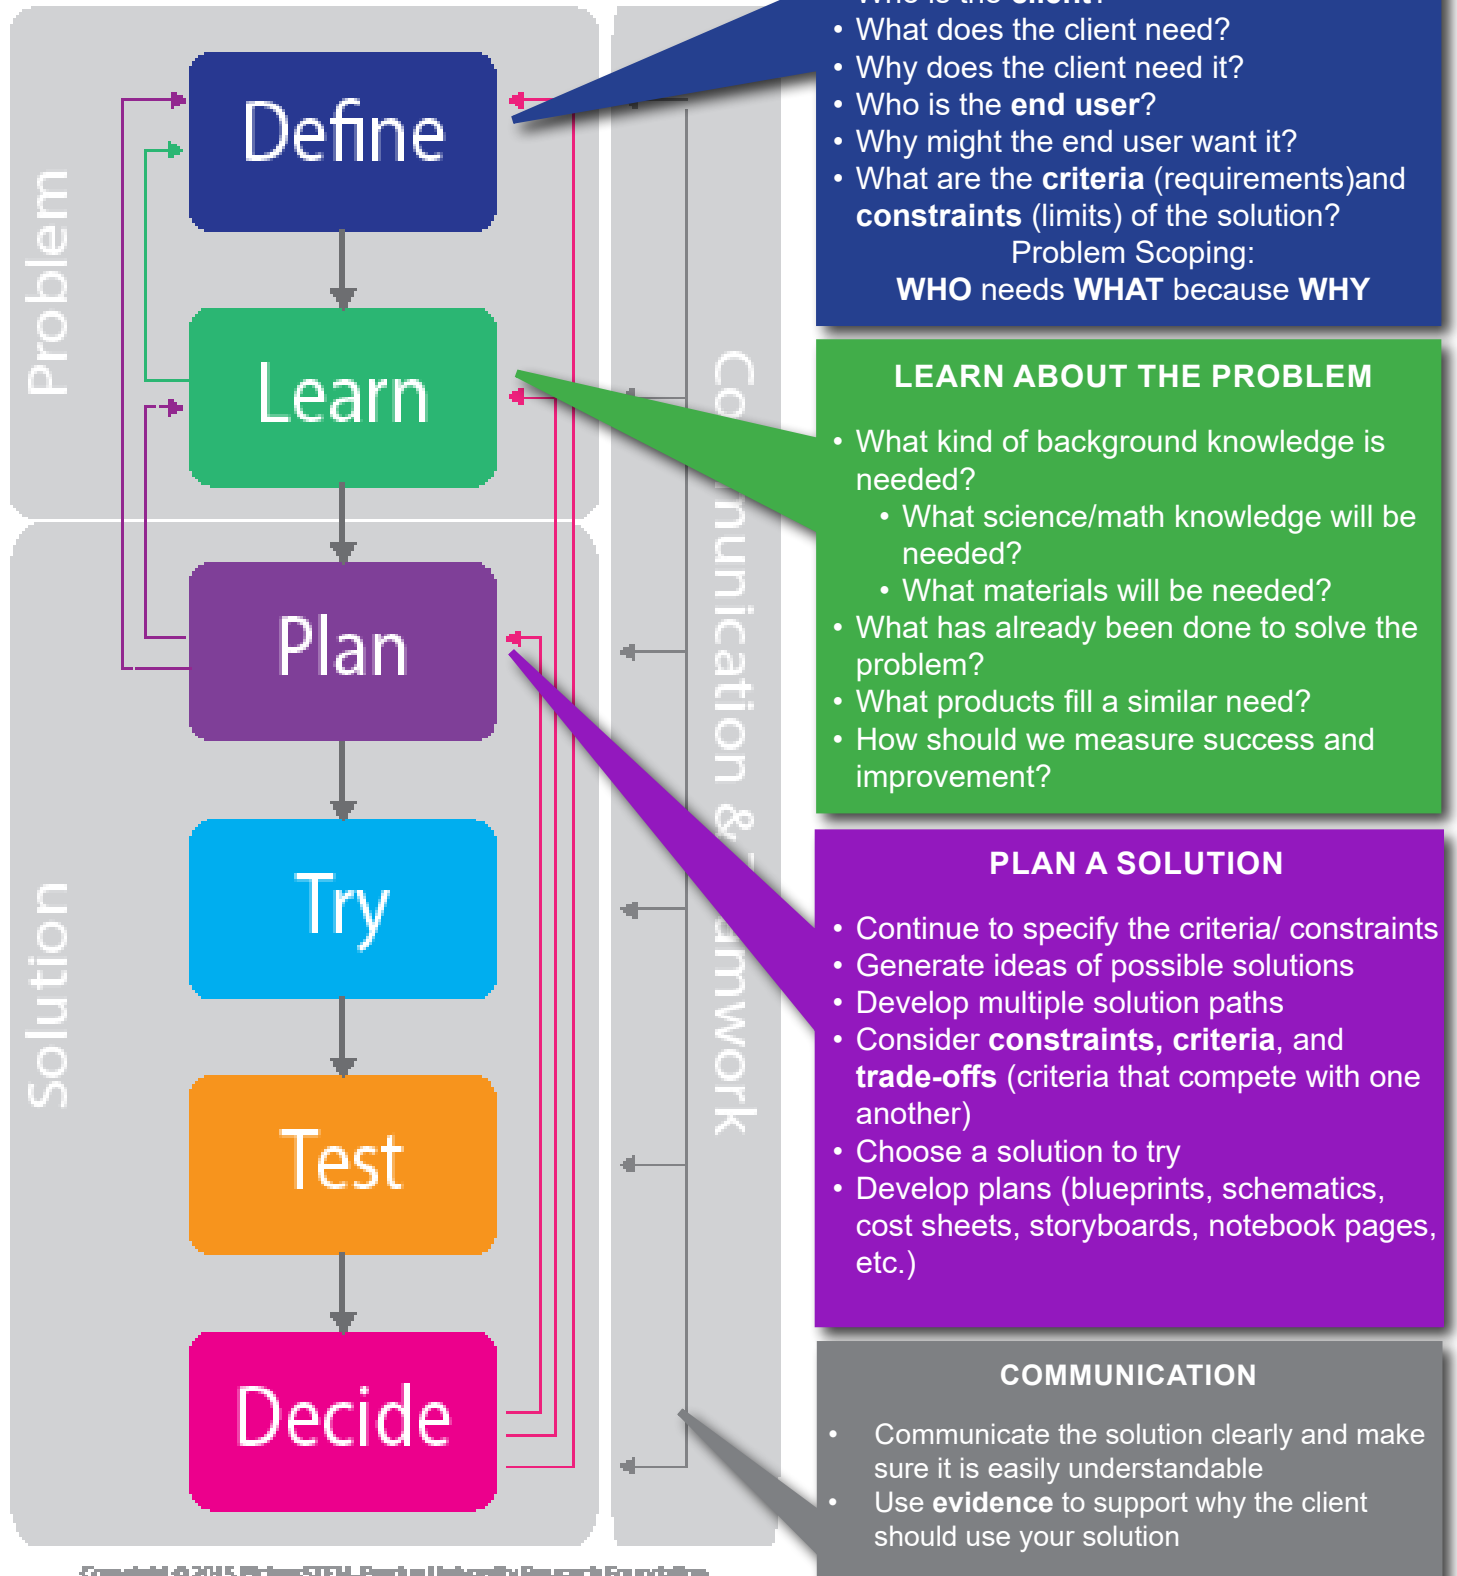 Problem
Define
Learn
Solution
Plan
Try
Test
Decide
Communication &
• What does the client need?
• Why does the client need it?
• Who is the end user?
• Why might the end user want it?
• What are the criteria (requirements)and
constraints (limits) of the solution?
Problem Scoping:
WHO needs WHAT because WHY
LEARN ABOUT THE PROBLEM
• What kind of background knowledge is
needed?
• What science/math knowledge will be
needed?
• What materials will be needed?
• What has already been done to solve the
problem?
• What products fill a similar need?
• How should we measure success and
improvement?
PLAN A SOLUTION
• Continue to specify the criteria/ constraints
• Generate ideas of possible solutions
• Develop multiple solution paths
• Consider constraints, criteria, and
trade-offs (criteria that compete with one
another)
• Choose a solution to try
• Develop plans (blueprints, schematics,
cost sheets, storyboards, notebook pages,
etc.)
COMMUNICATION
• Communicate the solution clearly and make
sure it is easily understandable
• Use evidence to support why the client
should use your solution